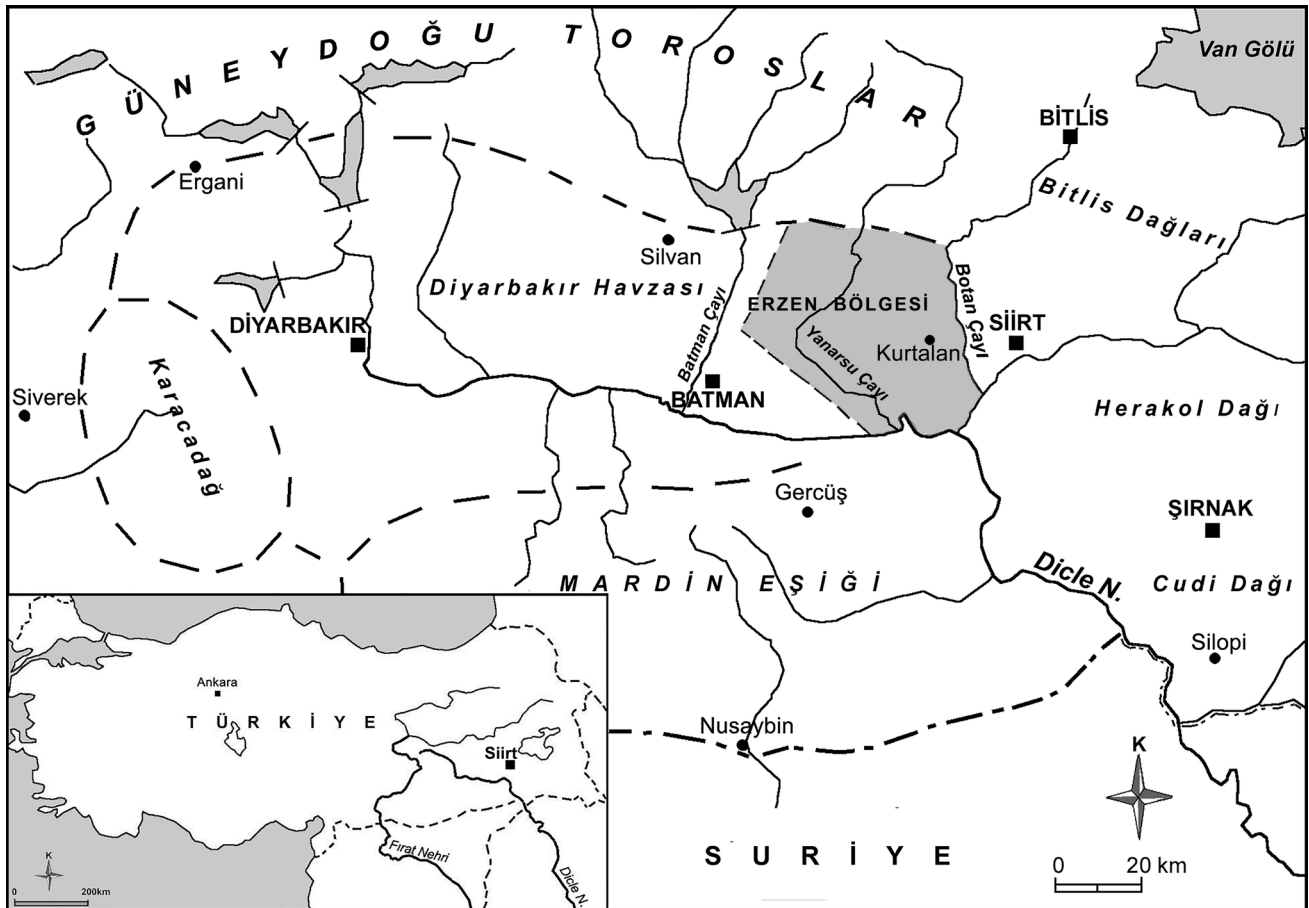 GÜNEYDOĞU TOROSLAR
Van Gölü
BİTLİS
Bitlis Dağları
Ergani
Silvan
Diyarbakır Havzası
ERZEN BÖLGESİ
Botan Çayı
DİYARBAKIR
Batman Çayı
Yanarsu Çayı
Kurtalan
SİİRT
Karacadağ
Siverek
BATMAN
Herakol Dağı
Gercüş
ŞIRNAK
MARDİN EŞİĞİ
Dicle N.
Cudi Dağı
Silopi
Nusaybin
SURİYE
K
0 20 km
Ankara
TÜRKİYE
Siirt
Fırat Nehri
Dicle N.
K
0 200km